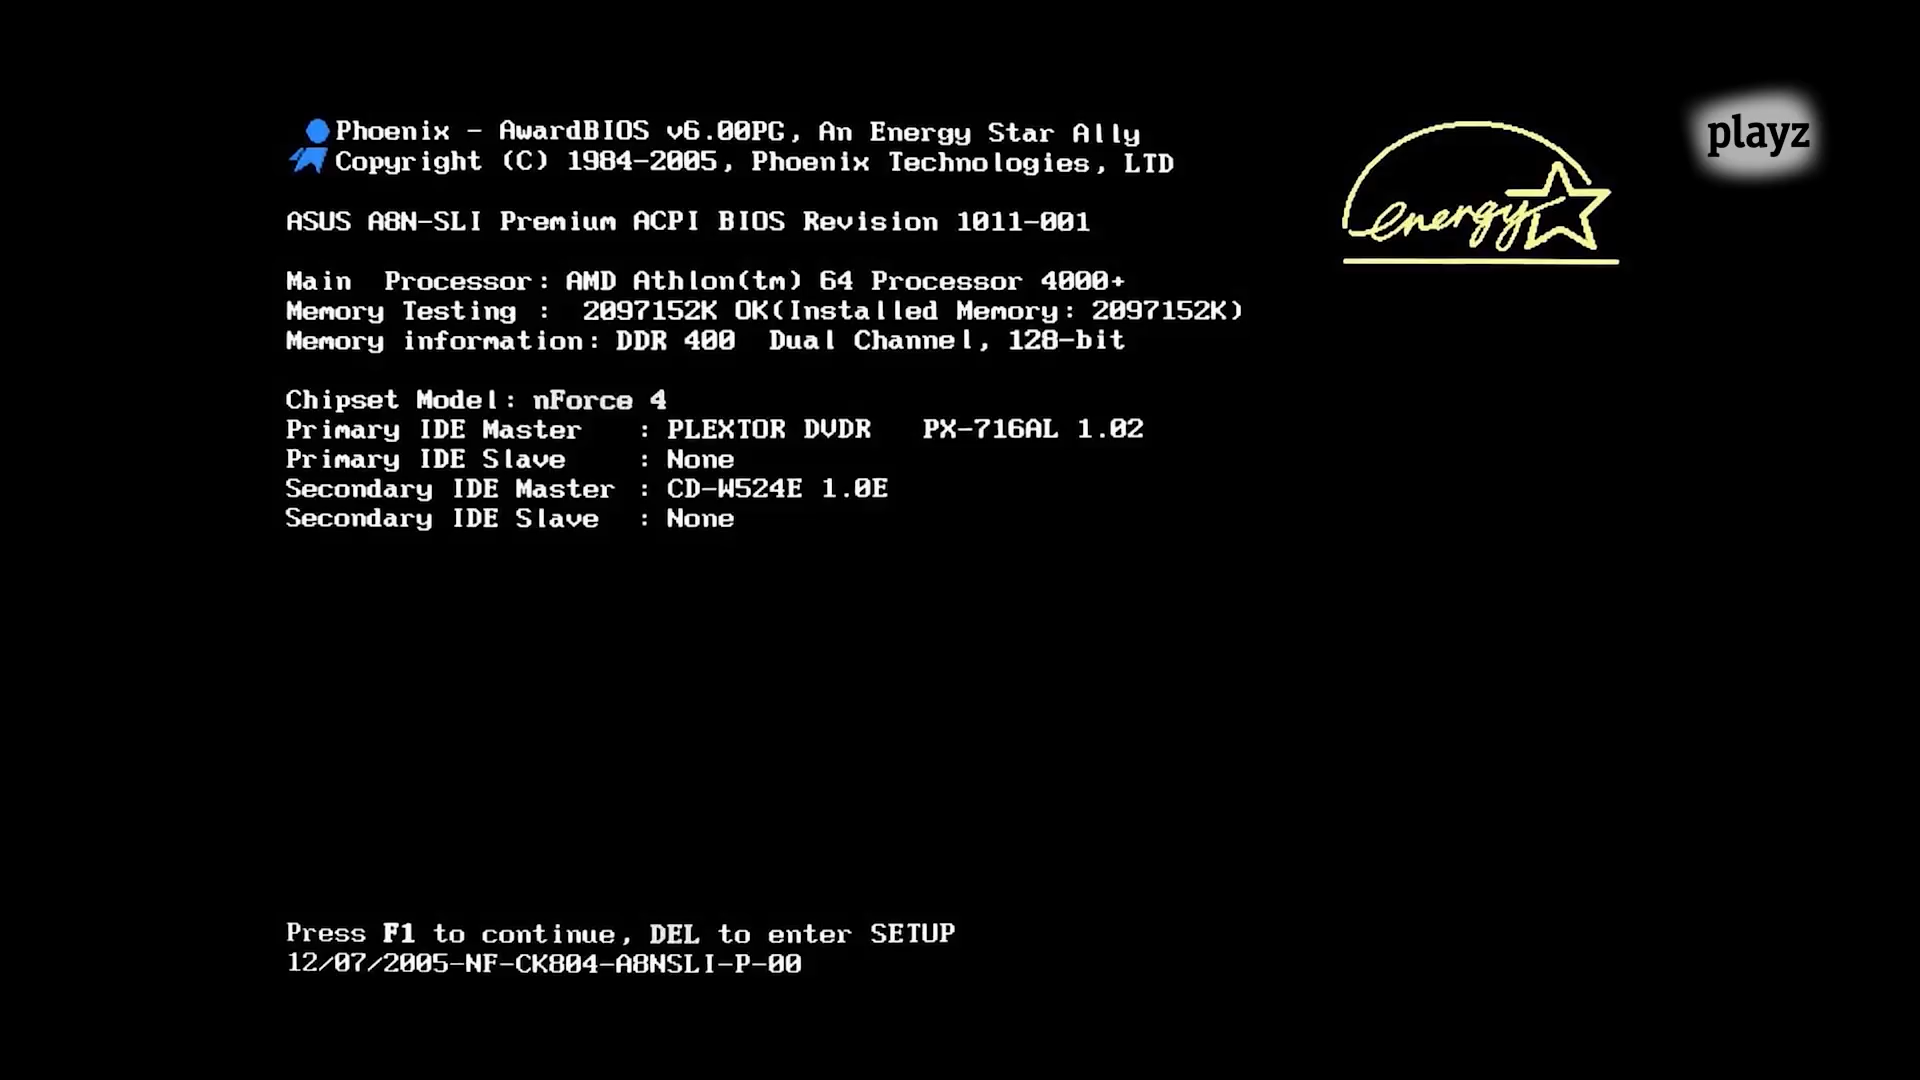 Phoenix - AwardBIOS v6.00PG, An Energy Star Ally
Copyright (C) 1984-2005, Phoenix Technologies, LTD
energy
playz
ASUS A8N-SLI Premium ACPI BIOS Revision 1011-001
Main  Processor: AMD Athlon(tm) 64 Processor 4000+
Memory Testing :  2097152K OK(Installed Memory: 2097152K)
Memory information: DDR 400  Dual Channel, 128-bit
Chipset Model: nForce 4
Primary IDE Master   : PLEXTOR DVDR   PX-716AL 1.02
Primary IDE Slave    : None
Secondary IDE Master : CD-W524E 1.0E
Secondary IDE Slave  : None
Press F1 to continue, DEL to enter SETUP
12/07/2005-NF-CK804-A8NSLI-P-00